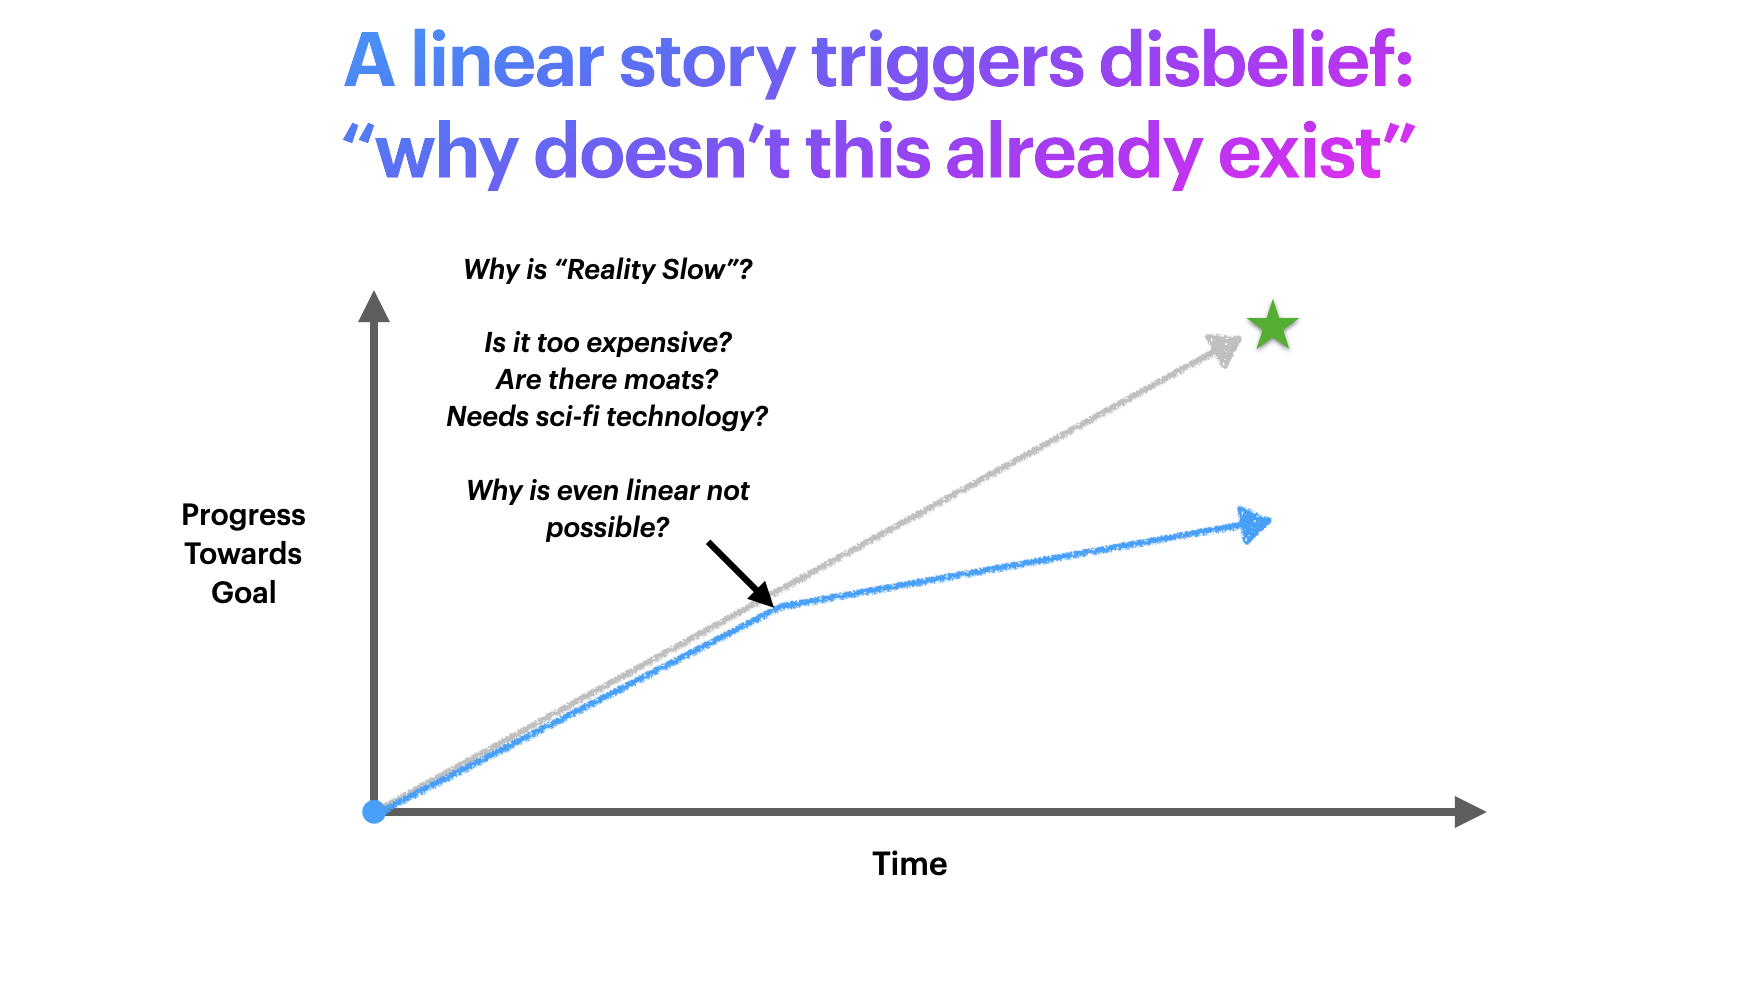 A linear story triggers disbelief:
“why doesn’t this already exist”
Why is “Reality Slow”?
Is it too expensive?
Are there moats?
Needs sci-fi technology?
Why is even linear not
possible?
Progress
Towards
Goal
Time